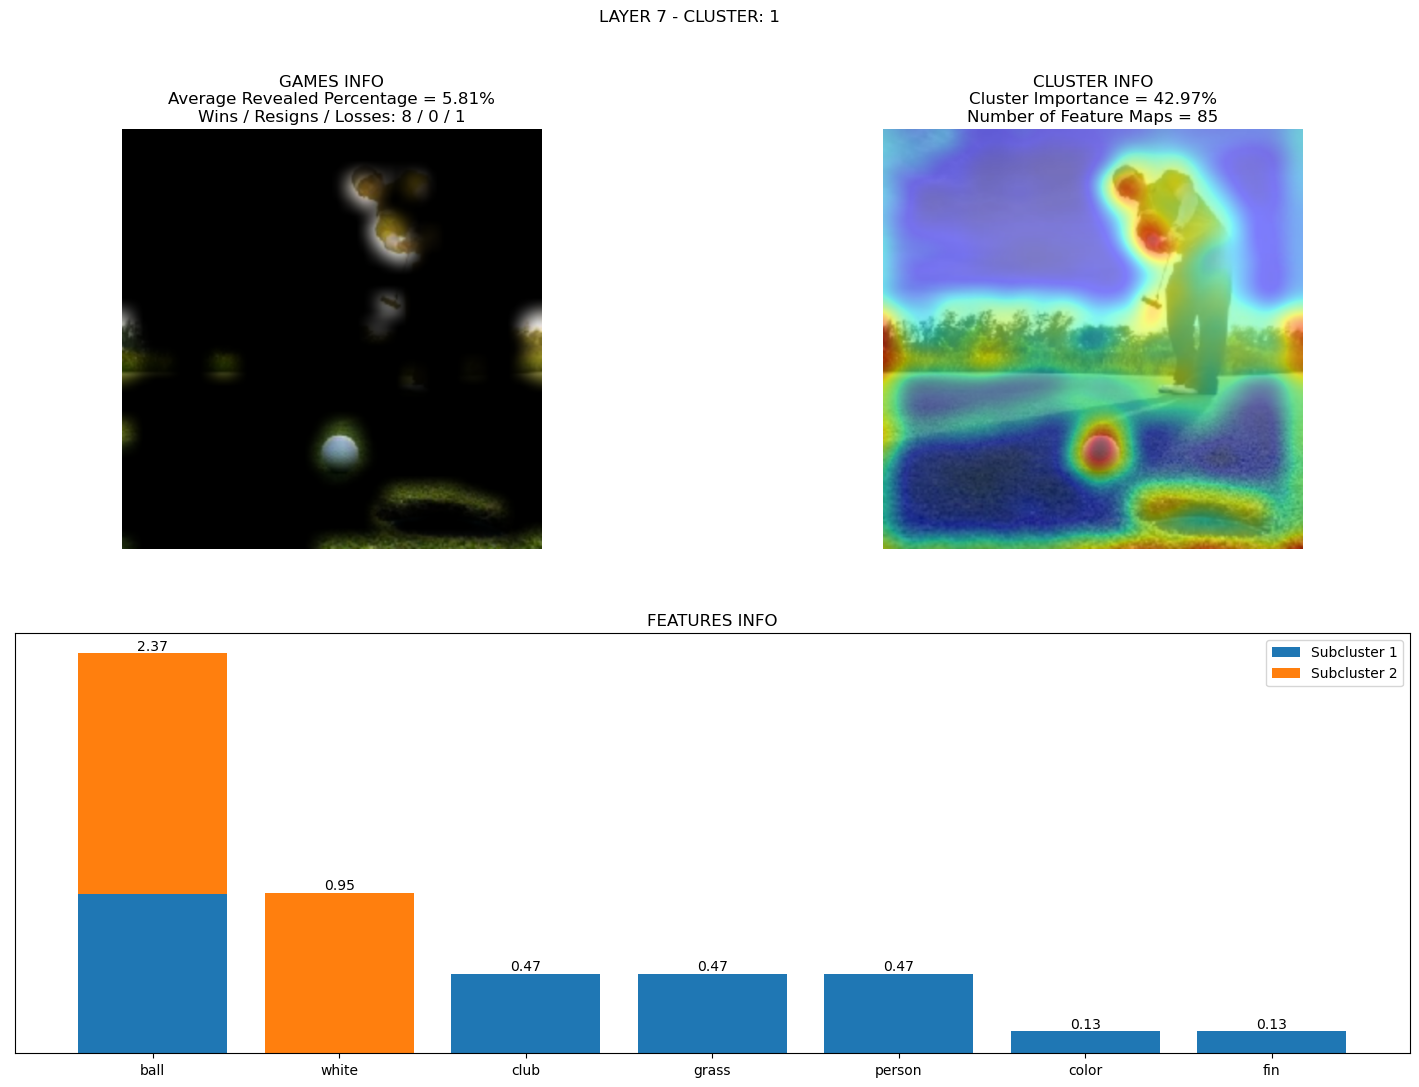 LAYER 7 - CLUSTER: 1
GAMES INFO
Average Revealed Percentage = 5.81%
Wins / Resigns / Losses: 8 / 0 / 1
CLUSTER INFO
Cluster Importance = 42.97%
Number of Feature Maps = 85
FEATURES INFO
2.37
0.95
0.47
0.47
0.47
0.13
0.13
Subcluster 1
Subcluster 2
ball
white
club
grass
person
color
fin